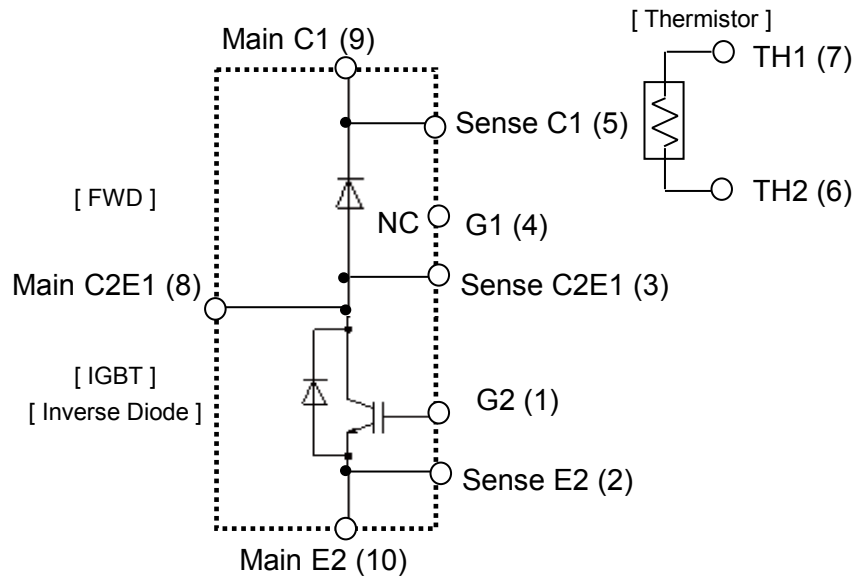 [ Thermistor ]
Main C1 (9)
TH1 (7)
Sense C1 (5)
[ FWD ]
TH2 (6)
NC
G1 (4)
Main C2E1 (8)
Sense C2E1 (3)
[ IGBT ]
[ Inverse Diode ]
G2 (1)
Sense E2 (2)
Main E2 (10)